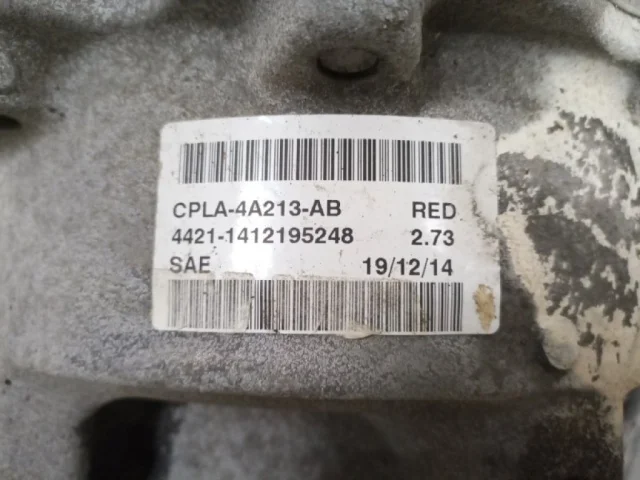 CPLA-4A213-AB RED
4421-1412195248 2.73
SAE 19/12/14